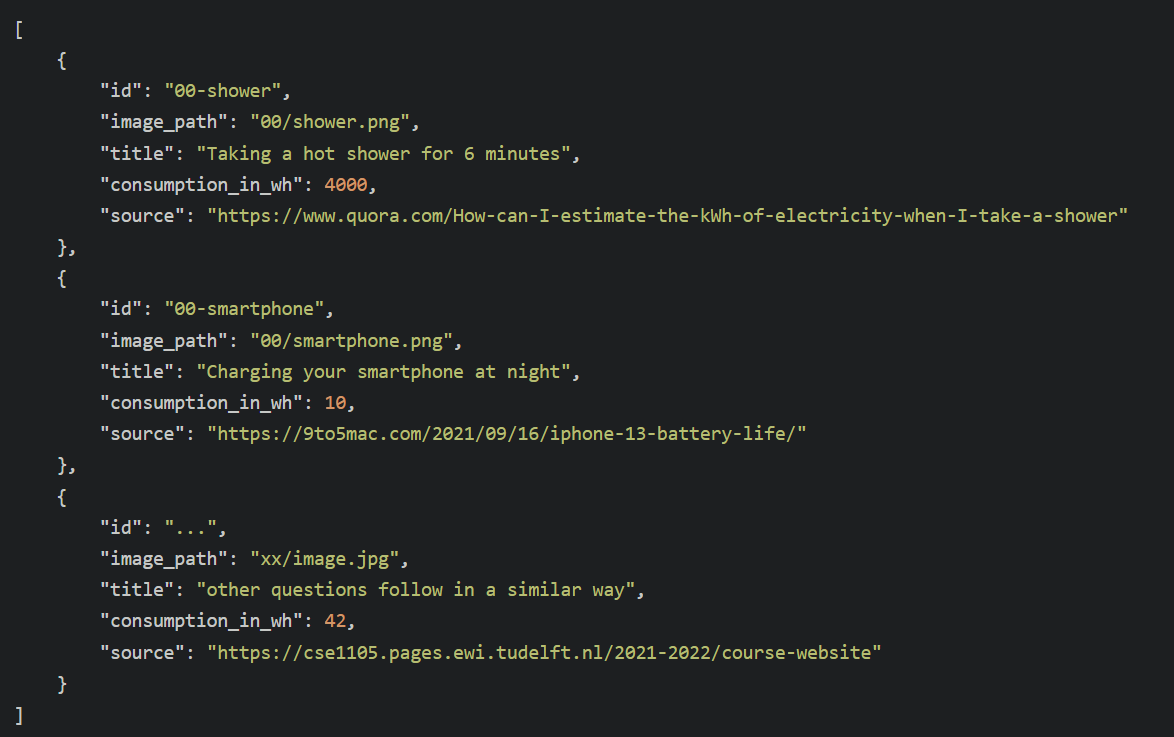 [
    {
        "id": "00-shower",
        "image_path": "00/shower.png",
        "title": "Taking a hot shower for 6 minutes",
        "consumption_in_wh": 4000,
        "source": "https://www.quora.com/How-can-I-estimate-the-kWh-of-electricity-when-I-take-a-shower"
    },
    {
        "id": "00-smartphone",
        "image_path": "00/smartphone.png",
        "title": "Charging your smartphone at night",
        "consumption_in_wh": 10,
        "source": "https://9to5mac.com/2021/09/16/iphone-13-battery-life/"
    },
    {
        "id": "...",
        "image_path": "xx/image.jpg",
        "title": "other questions follow in a similar way",
        "consumption_in_wh": 42,
        "source": "https://cse1105.pages.ewi.tudelft.nl/2021-2022/course-website"
    }
]